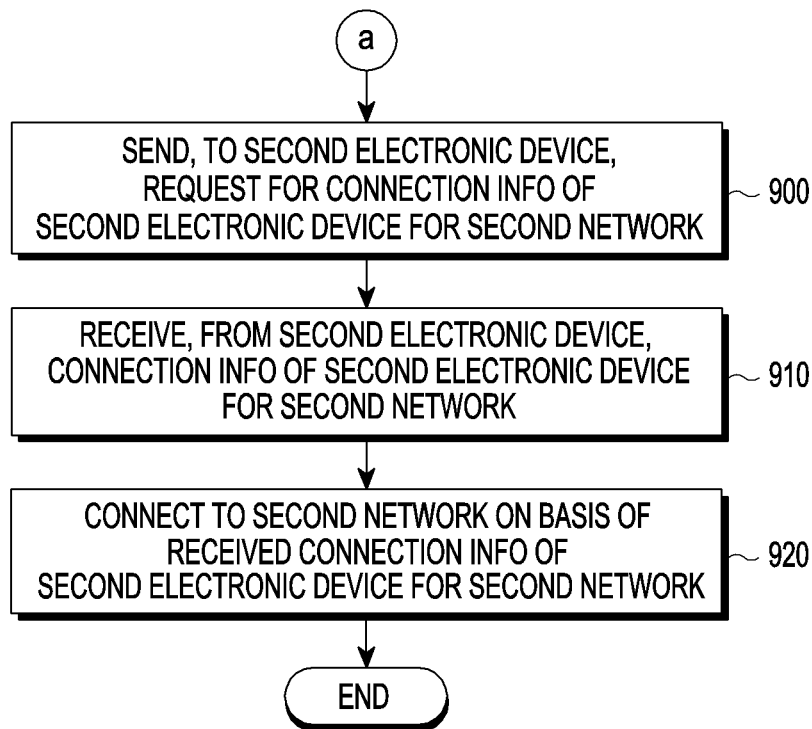 a
SEND, TO SECOND ELECTRONIC DEVICE,
REQUEST FOR CONNECTION INFO OF
SECOND ELECTRONIC DEVICE FOR SECOND NETWORK
900
RECEIVE, FROM SECOND ELECTRONIC DEVICE,
CONNECTION INFO OF SECOND ELECTRONIC DEVICE
FOR SECOND NETWORK
910
CONNECT TO SECOND NETWORK ON BASIS OF
RECEIVED CONNECTION INFO OF
SECOND ELECTRONIC DEVICE FOR SECOND NETWORK
920
END